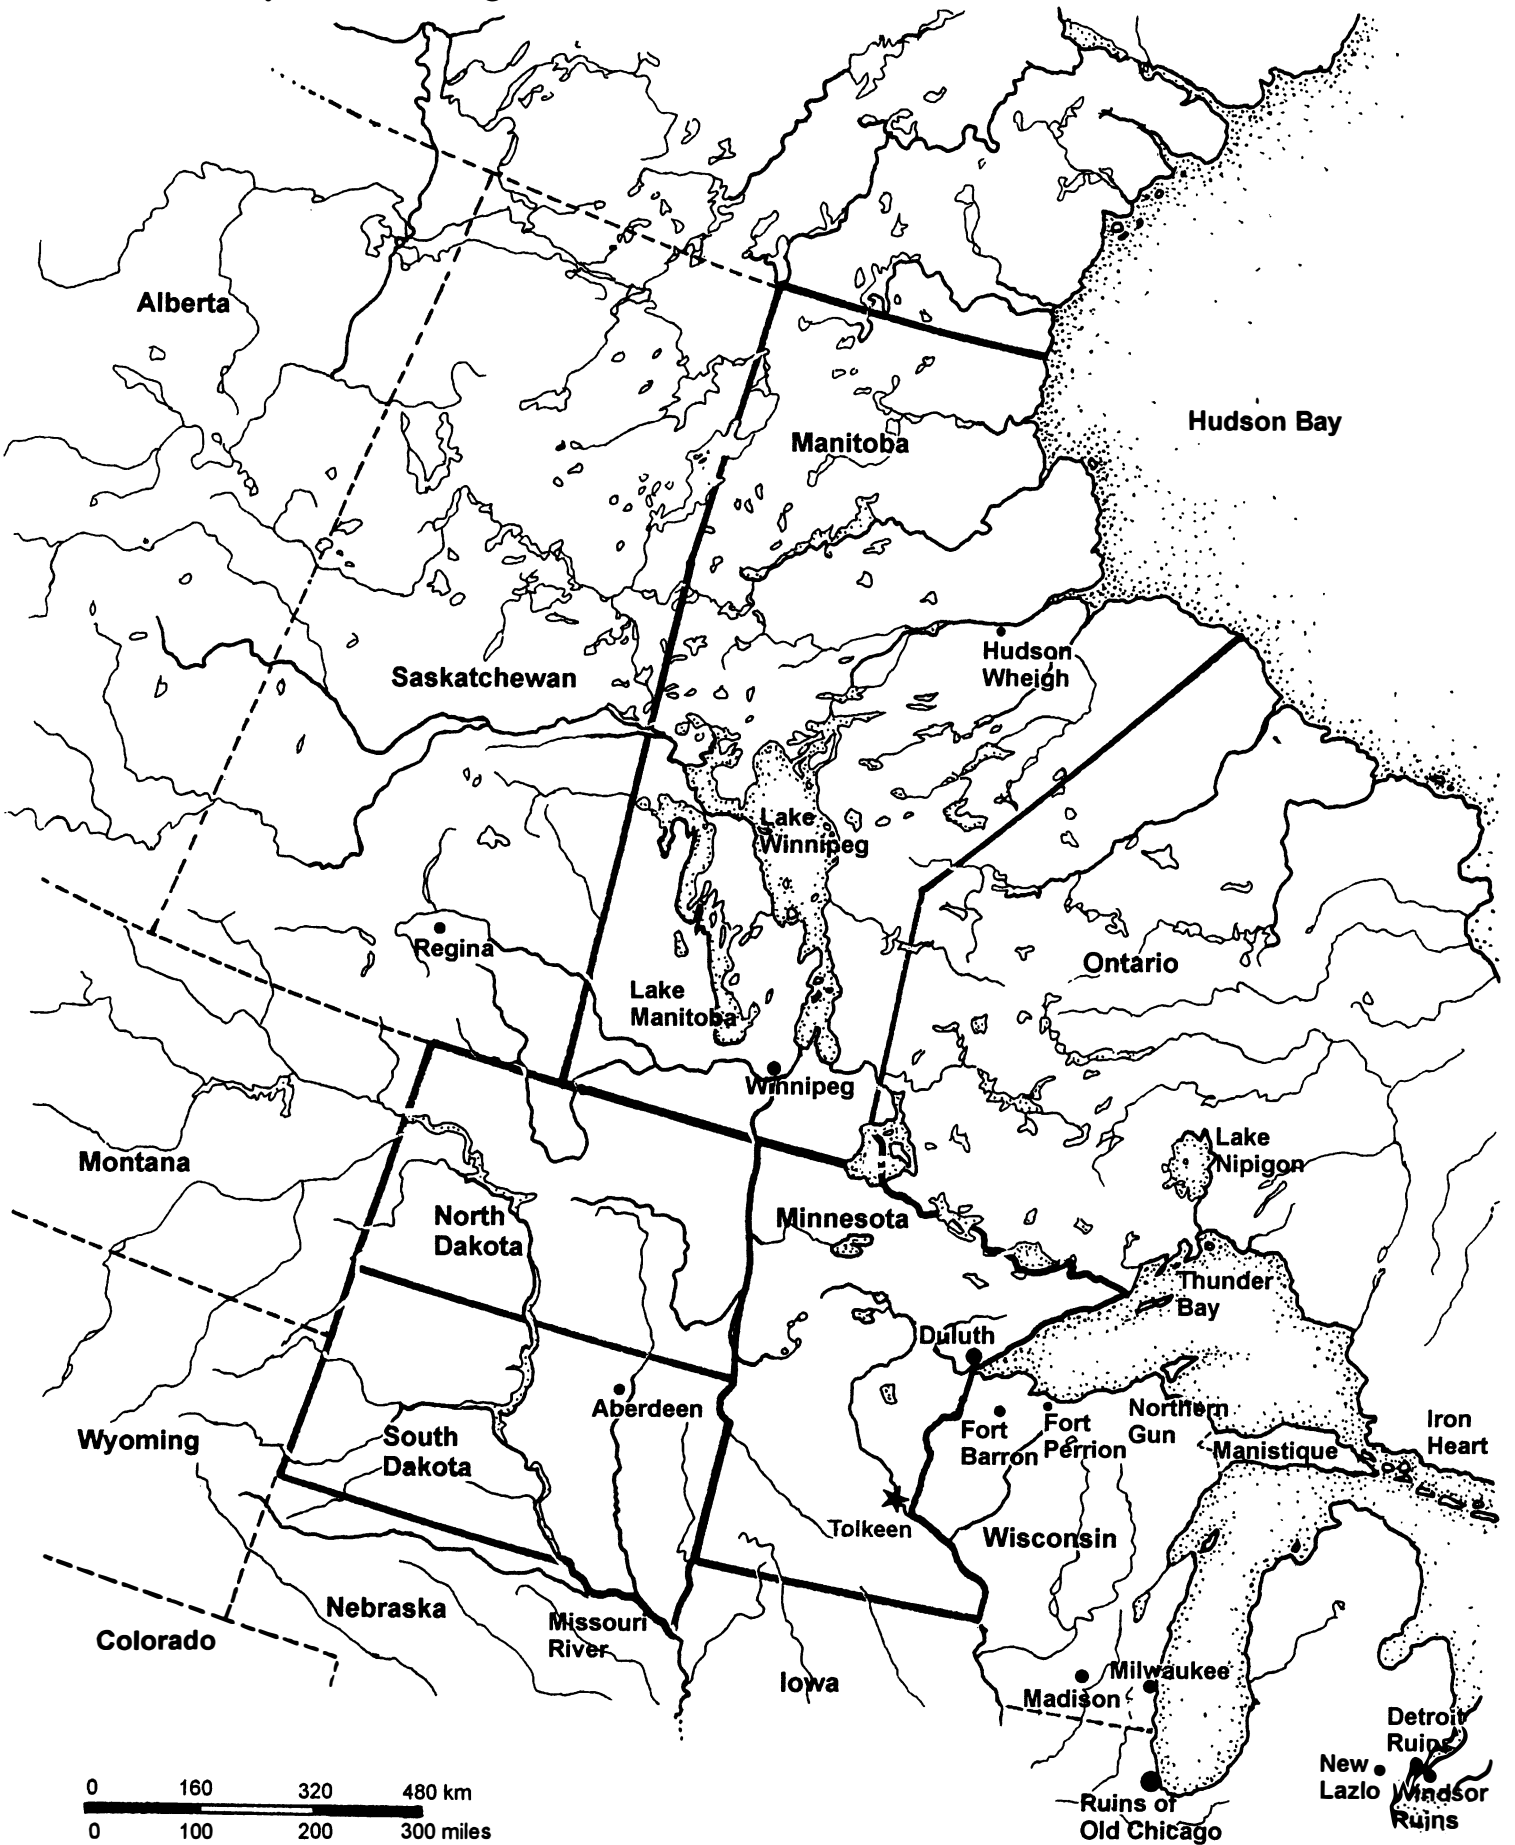 Alberta
Hudson Bay
Manitoba
Hudson
Wheigh
Saskatchewan
Lake
Winnipeg
Regina
Ontario
Lake
Manitoba
Winnipeg
Lake
Nipigon
Montana
North
Dakota
Minnesota
Thunder
Bay
Duluth
Aberdeen
Fort
Barron
Fort
Perrion
Northern
Gun
Iron
Heart
Manistique
Wyoming
South
Dakota
Tolkeen
Wisconsin
Nebraska
Missouri
River
Colorado
Iowa
Milwaukee
Madison
Detroit
Ruins
New
Lazlo
Windsor
Ruins
Ruins of
Old Chicago
0 160 320 480 km
0 100 200 300 miles